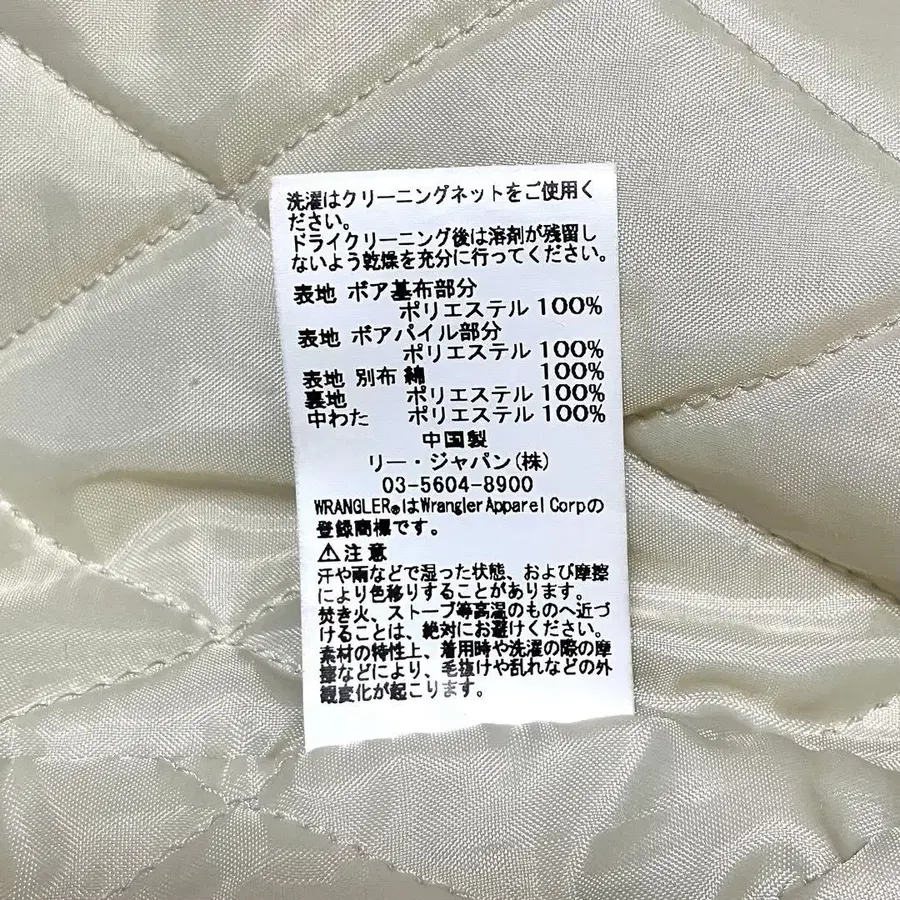 洗濯はクリーニングネットをご使用く
ださい。
ドライクリーニング後は溶剤が残留し
ないよう乾燥を充分に行ってください。
表地 ボア基布部分
ポリエステル 100%
表地 ボアパイル部分
ポリエステル 100%
表地 別布 綿 100%
裏地 ポリエステル 100%
中わた ポリエステル 100%
中国製
リー・ジャパン(株)
03-5604-8900
WRANGLER®はWrangler Apparel Corpの
登録商標です。
⚠注意
汗や雨などで湿った状態、および摩擦
により色移りすることがあります。
焚き火、ストーブ等高温のものへ近づ
けることは、絶対にお避けください。
素材の特性上、着用時や洗濯の際の摩
擦などにより、毛抜けや乱れなどの外
観変化が起こります。